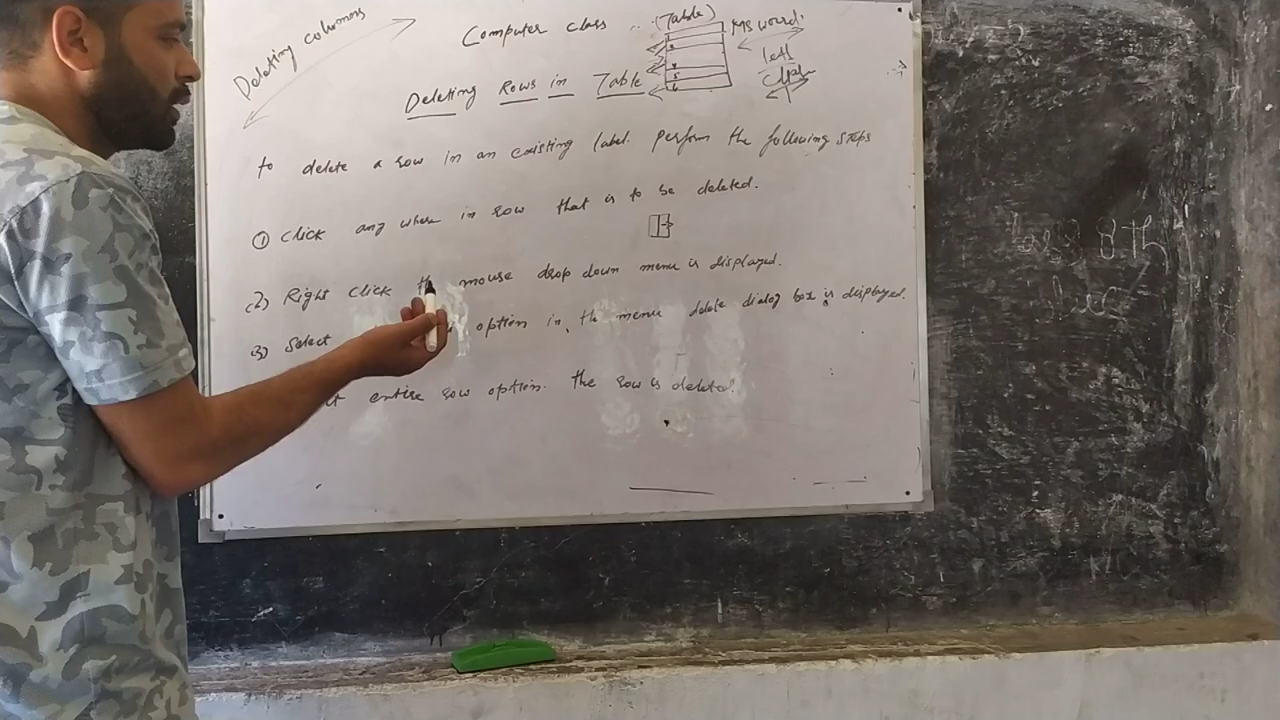 Deleting columns
Computer class ... (Table) Ms word.
left
Deleting Rows in Table
to delete a row in an existing label. perform the following steps
① Click any where in row that is to be deleted.
(2) Right click the mouse drop down menu is displayed.
(3) Select option in the menu delete dialog box is displayed.
entire row option. the row is deleted.
8th